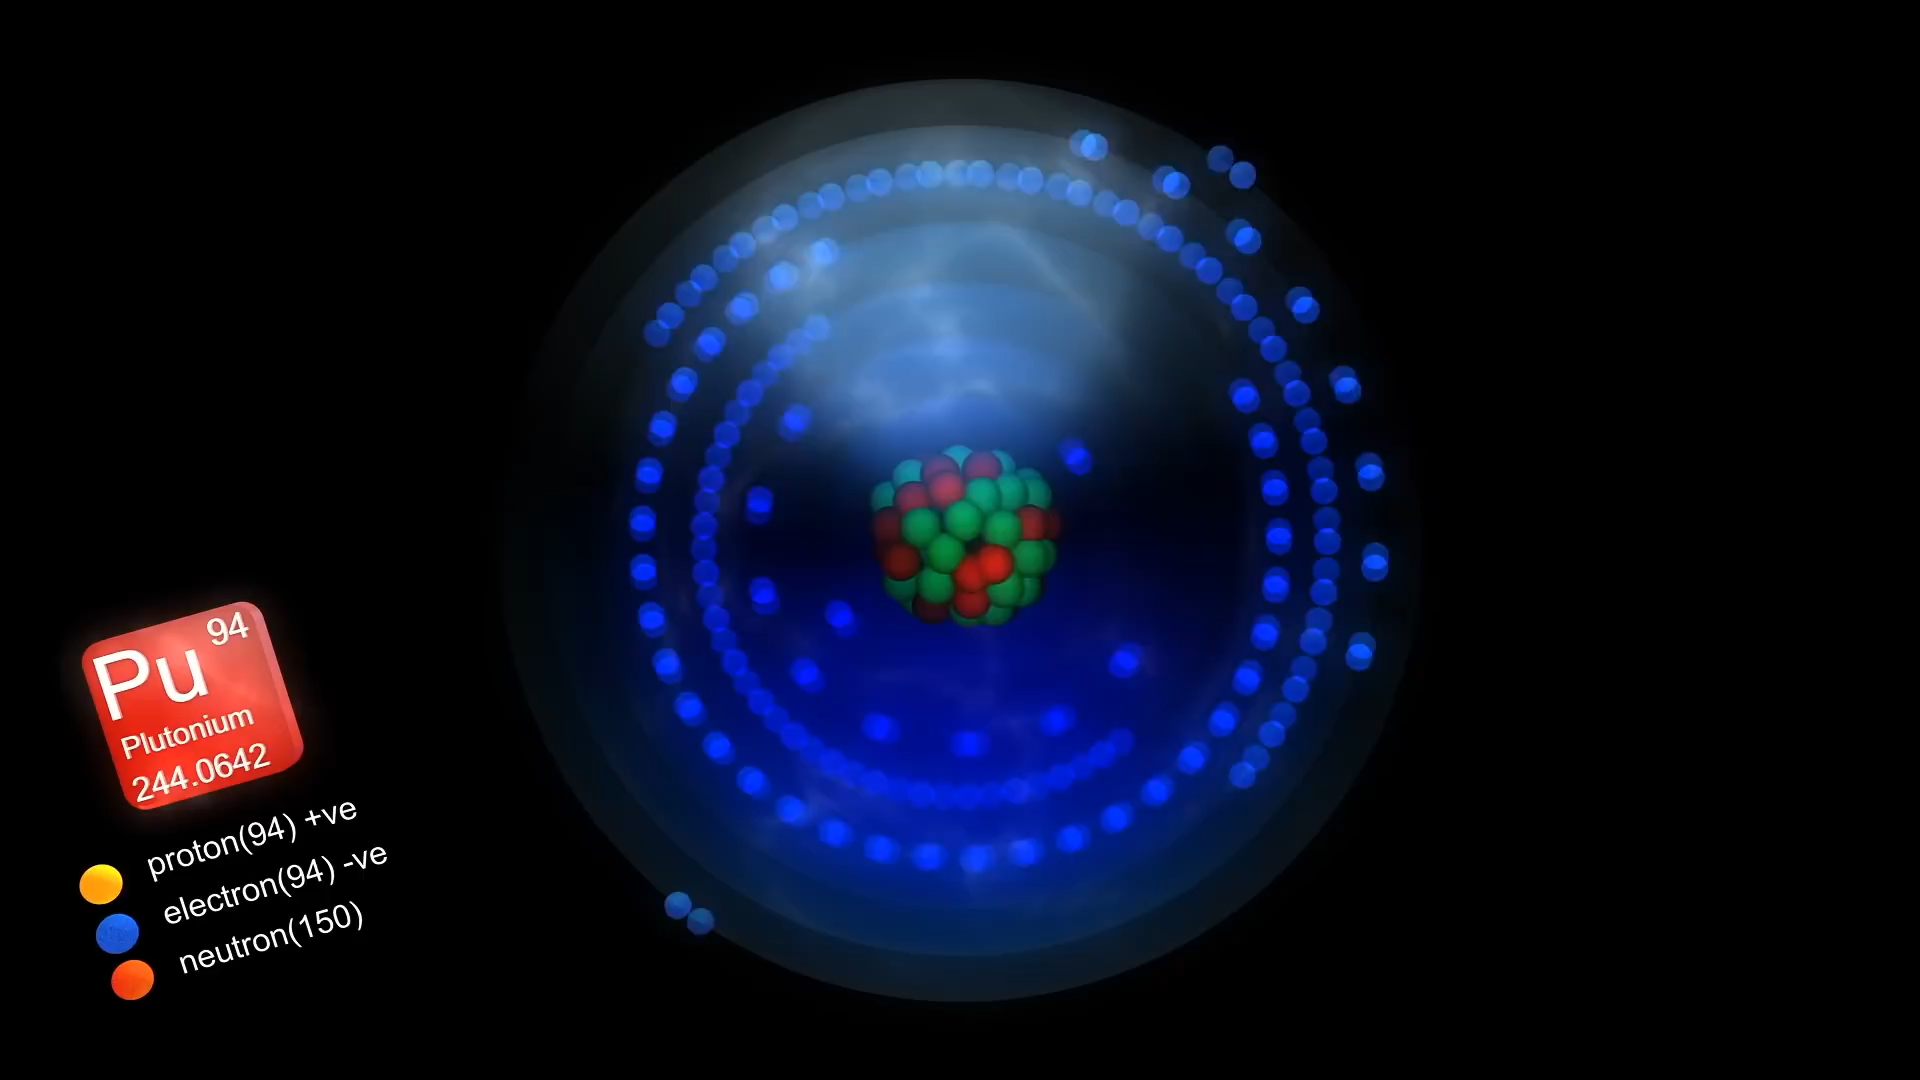 94
Pu
Plutonium
244.0642
proton(94) +ve
electron(94) -ve
neutron(150)